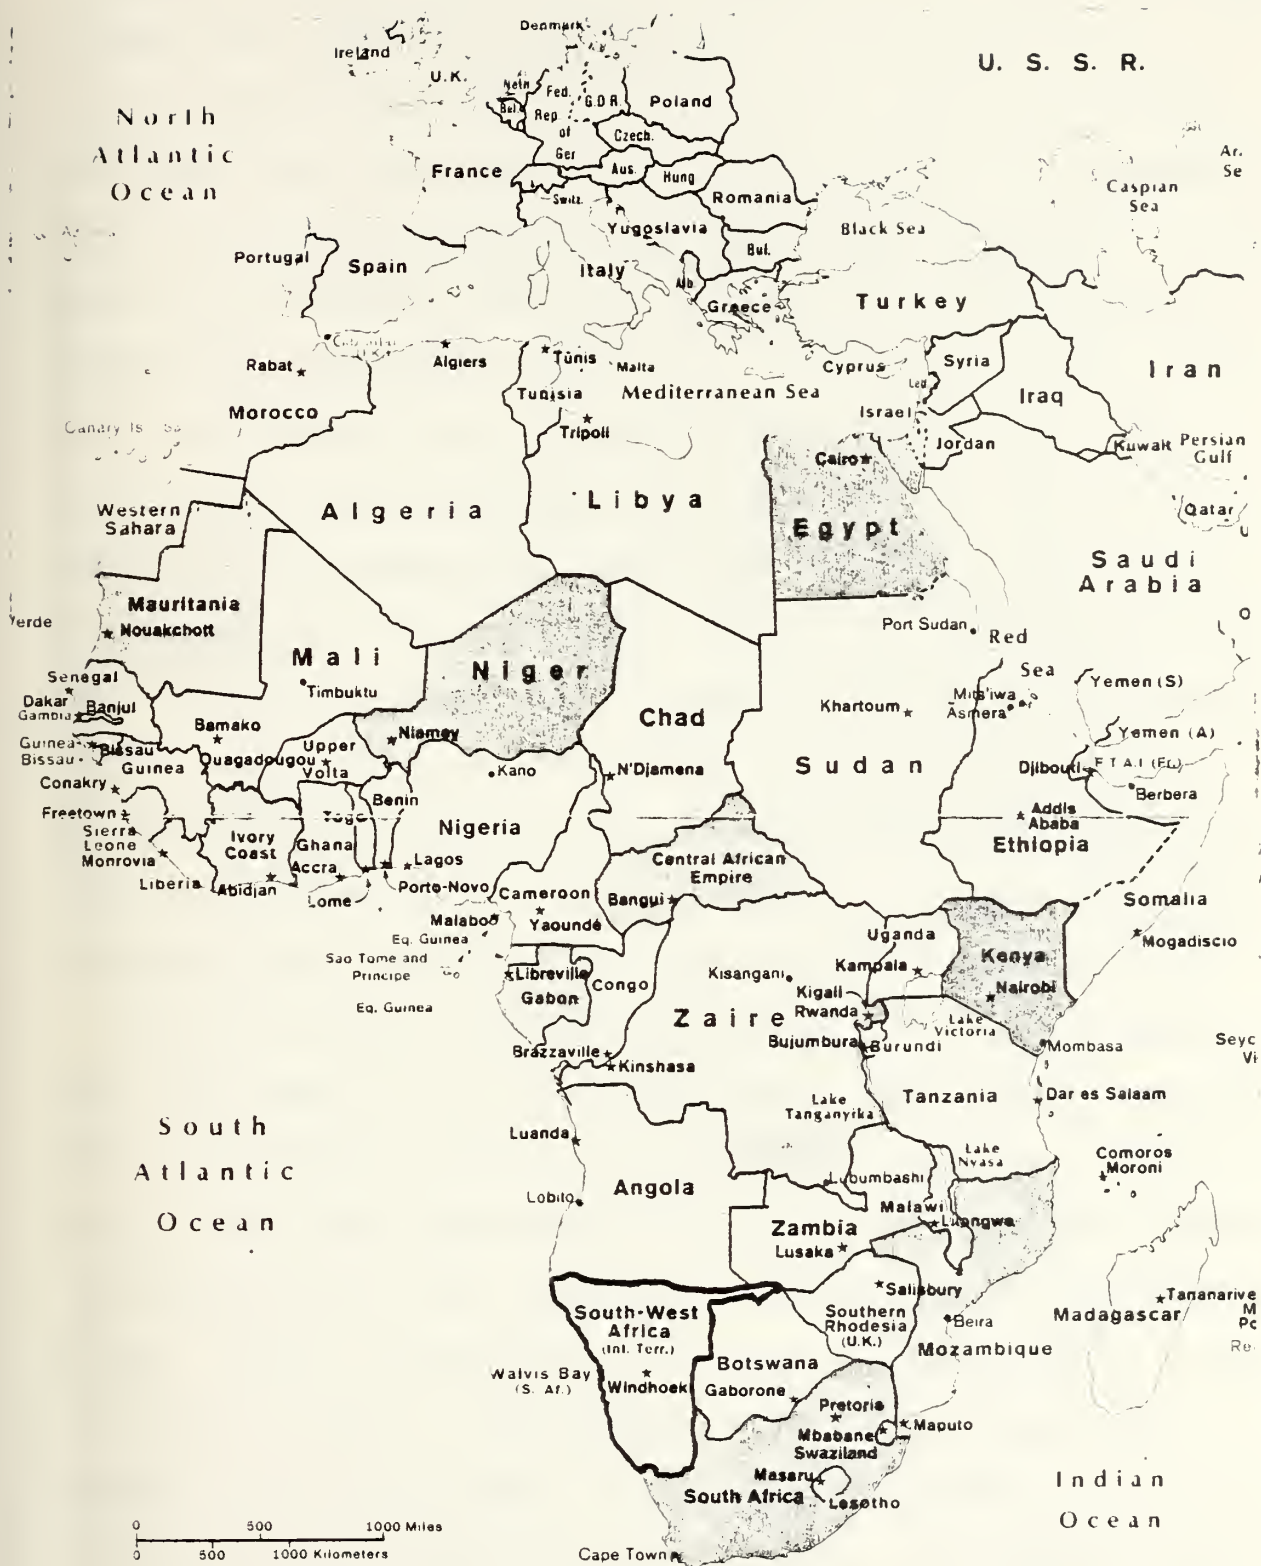 Denmark
Ireland
U.K.
U. S. S. R.
Neth
Bel.
Fed.
Rep.
of
Ger
G.D.R.
Poland
Czech.
North
Atlantic
Ocean
France
Aus.
Hung
Switz.
Romania
Caspian
Sea
Yugoslavia
Black Sea
Bul.
Portugal
Spain
Italy
Alb.
Greece
Turkey
Rabat
Algiers
Tunis
Malta
Cyprus
Syria
Iran
Tunisia
Mediterranean Sea
Leb
Iraq
Morocco
Israel
Tripoli
Canary Is
Jordan
Kuwait
Persian
Gulf
Cairo
Western
Sahara
Algeria
Libya
Egypt
Qatar
Saudi
Arabia
Mauritania
Nouakchott
Verde
Port Sudan
Red
Sea
Mali
Niger
Senegal
Timbuktu
Yemen (S)
Dakar
Banjul
Gambia
Chad
Khartoum
Mits'iwa
Asmera
Bamako
Niamey
Yemen (A)
Guinea-
Bissau
Bissau
Guinea
Ouagadougou
Upper
Volta
Sudan
Djibouti
F.T.A.I (Fr.)
Kano
N'Djamena
Conakry
Benin
Berbera
Freetown
Togo
Addis
Ababa
Sierra
Leone
Ivory
Coast
Ghana
Nigeria
Ethiopia
Monrovia
Accra
Lagos
Central African
Empire
Liberia
Abidjan
Lome
Porto-Novo
Cameroon
Bangui
Somalia
Malaboo
Yaounde
Eq. Guinea
Uganda
Mogadiscio
Sao Tome and
Principe
Libreville
Congo
Kisangani
Kampala
Kenya
Gabon
Kigali
Nairobi
Eq. Guinea
Zaire
Rwanda
Lake
Victoria
Brazzaville
Bujumbura
Burundi
Mombasa
Seyc
Kinshasa
Lake
Tanganyika
Tanzania
Dar es Salaam
South
Atlantic
Ocean
Luanda
Lake
Nyasa
Comoros
Moroni
Lobito
Angola
Lubumbashi
Malawi
Zambia
Lusaka
Salisbury
Tananarive
South-West
Africa
(Int. Terr.)
Southern
Rhodesia
(U.K.)
Beira
Madagascar
Mozambique
Walvis Bay
(S. Af.)
Botswana
Windhoek
Gaborone
Pretoria
Maputo
Mbabane
Swaziland
Masaru
South Africa
Lesotho
Indian
Ocean
0 500 1000 Miles
0 500 1000 Kilometers
Cape Town